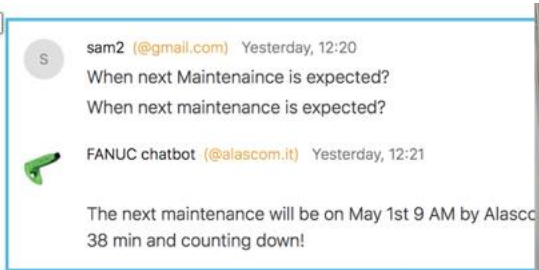 sam2 (@gmail.com) Yesterday, 12:20
S
When next Maintenaince is expected?
When next maintenance is expected?
FANUC chatbot (@alascom.it) Yesterday, 12:21
The next maintenance will be on May 1st 9 AM by Alasco
38 min and counting down!